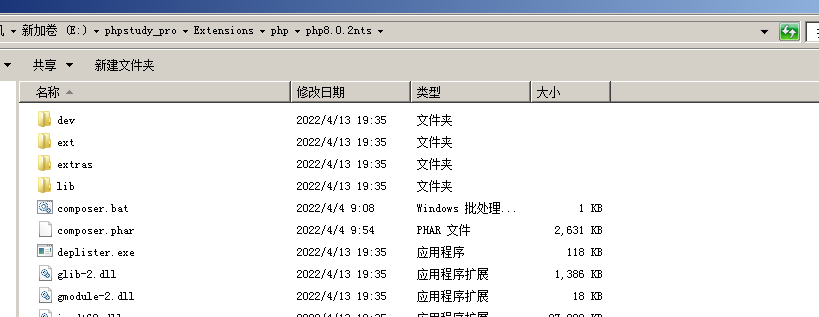 新加卷 (E:) phpstudy_pro Extensions php php8.0.2nts
共享 新建文件夹
名称 修改日期 类型 大小
dev 2022/4/13 19:35 文件夹
ext 2022/4/13 19:35 文件夹
extras 2022/4/13 19:35 文件夹
lib 2022/4/13 19:35 文件夹
composer.bat 2022/4/4 9:08 Windows 批处理... 1 KB
composer.phar 2022/4/4 9:54 PHAR 文件 2,631 KB
deplister.exe 2022/4/13 19:35 应用程序 118 KB
glib-2.dll 2022/4/13 19:35 应用程序扩展 1,386 KB
gmodule-2.dll 2022/4/13 19:35 应用程序扩展 18 KB